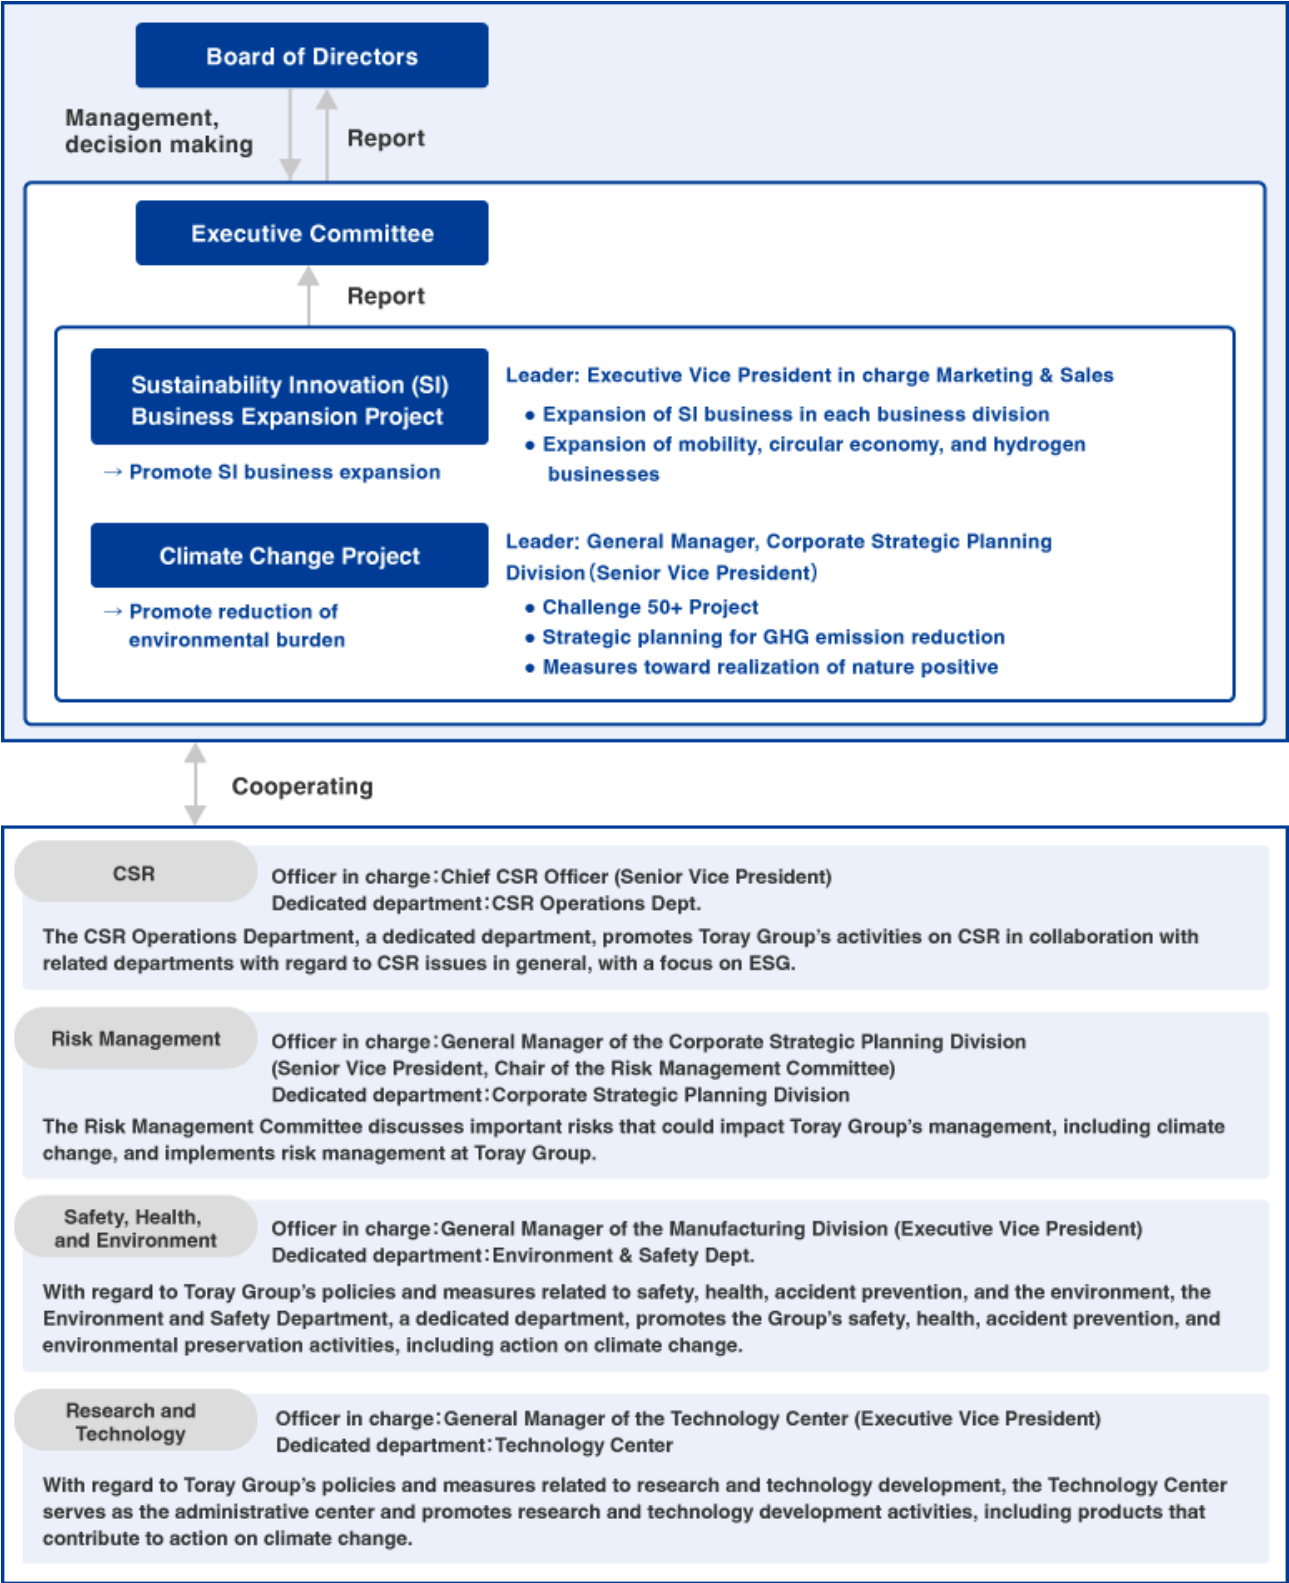 Board of Directors
Management,
decision making
Report
Executive Committee
Report
Sustainability Innovation (SI)
Business Expansion Project
→ Promote SI business expansion
Leader: Executive Vice President in charge Marketing & Sales
● Expansion of SI business in each business division
● Expansion of mobility, circular economy, and hydrogen
businesses
Climate Change Project
→ Promote reduction of
environmental burden
Leader: General Manager, Corporate Strategic Planning
Division (Senior Vice President)
● Challenge 50+ Project
● Strategic planning for GHG emission reduction
● Measures toward realization of nature positive
Cooperating
CSR
Officer in charge：Chief CSR Officer (Senior Vice President)
Dedicated department：CSR Operations Dept.
The CSR Operations Department, a dedicated department, promotes Toray Group's activities on CSR in collaboration with
related departments with regard to CSR issues in general, with a focus on ESG.
Risk Management
Officer in charge：General Manager of the Corporate Strategic Planning Division
(Senior Vice President, Chair of the Risk Management Committee)
Dedicated department：Corporate Strategic Planning Division
The Risk Management Committee discusses important risks that could impact Toray Group's management, including climate
change, and implements risk management at Toray Group.
Safety, Health,
and Environment
Officer in charge：General Manager of the Manufacturing Division (Executive Vice President)
Dedicated department：Environment & Safety Dept.
With regard to Toray Group's policies and measures related to safety, health, accident prevention, and the environment, the
Environment and Safety Department, a dedicated department, promotes the Group's safety, health, accident prevention, and
environmental preservation activities, including action on climate change.
Research and
Technology
Officer in charge：General Manager of the Technology Center (Executive Vice President)
Dedicated department：Technology Center
With regard to Toray Group's policies and measures related to research and technology development, the Technology Center
serves as the administrative center and promotes research and technology development activities, including products that
contribute to action on climate change.